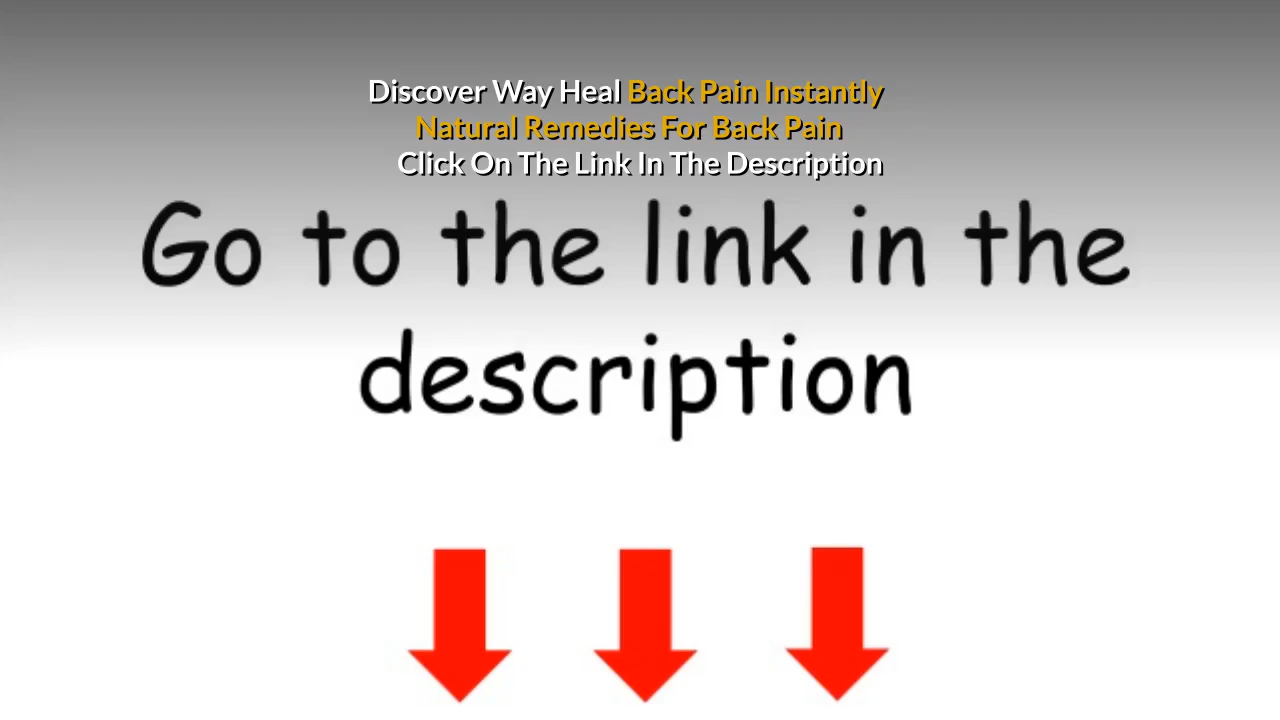 Discover Way Heal Back Pain Instantly
Natural Remedies For Back Pain
Click On The Link In The Description
Go to the link in the
description